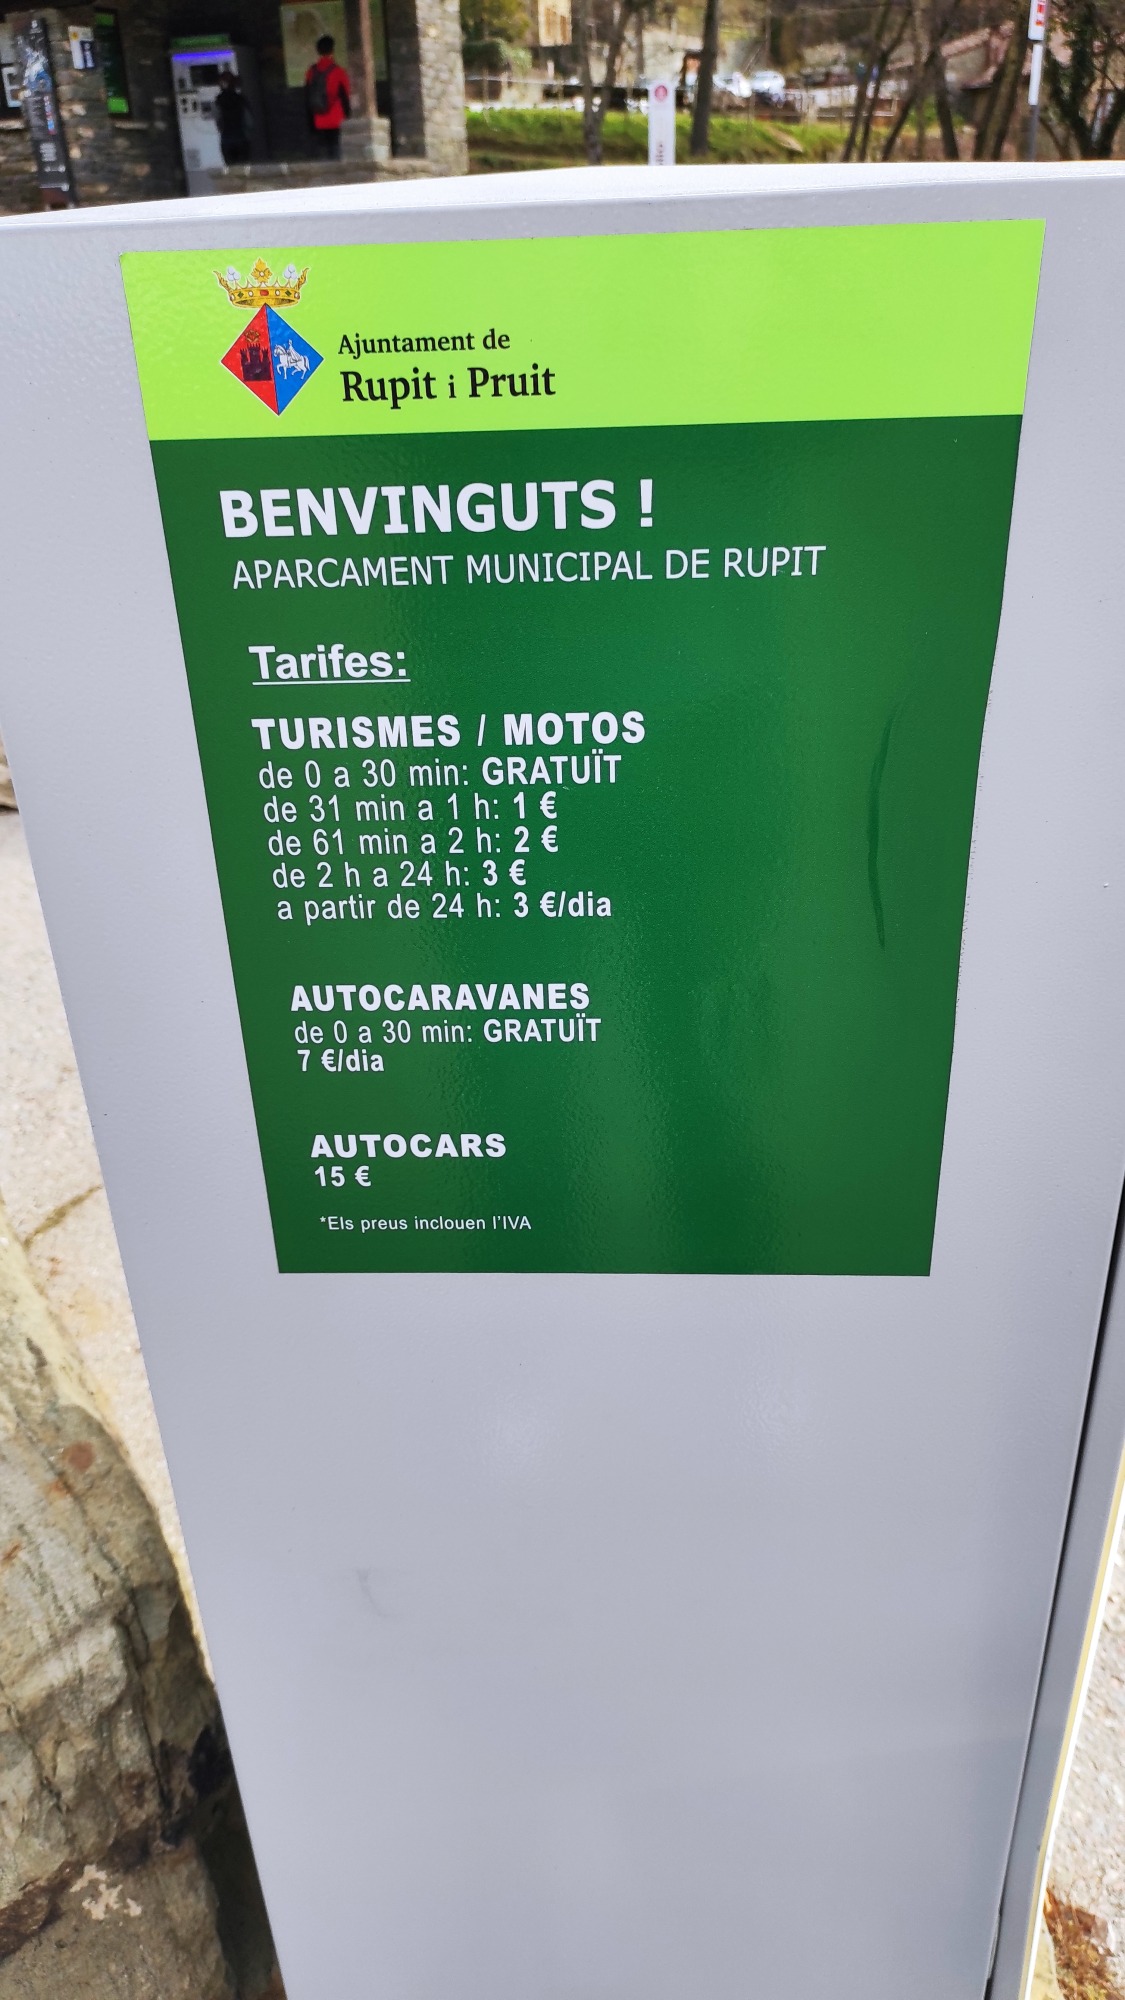 Ajuntament de
Rupit i Pruit
BENVINGUTS !
APARCAMENT MUNICIPAL DE RUPIT
Tarifes:
TURISMES / MOTOS
de 0 a 30 min: GRATUÏT
de 31 min a 1 h: 1 €
de 61 min a 2 h: 2 €
de 2 h a 24 h: 3 €
a partir de 24 h: 3 €/dia
AUTOCARAVANES
de 0 a 30 min: GRATUÏT
7 €/dia
AUTOCARS
15 €
*Els preus inclouen l'IVA